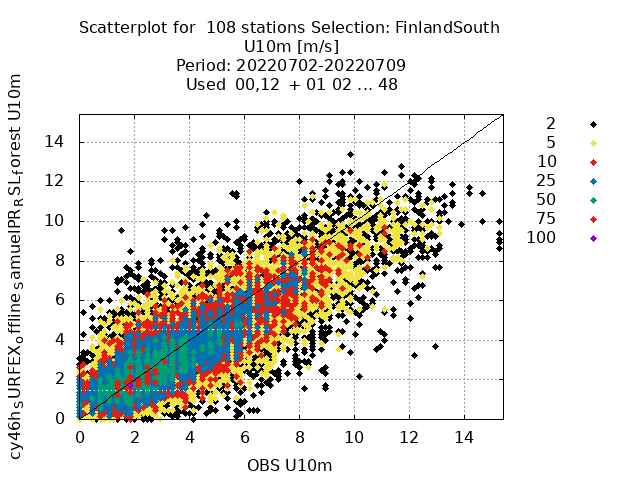 Scatterplot for  108 stations Selection: FinlandSouth
U10m [m/s]
Period: 20220702-20220709
Used  00,12  + 01 02 ... 48
cy46h_SURFEX_offline_samuelPR_RSL_forest U10m
14
12
10
8
6
4
2
0
0 2 4 6 8 10 12 14
OBS U10m
2
5
10
25
50
75
100